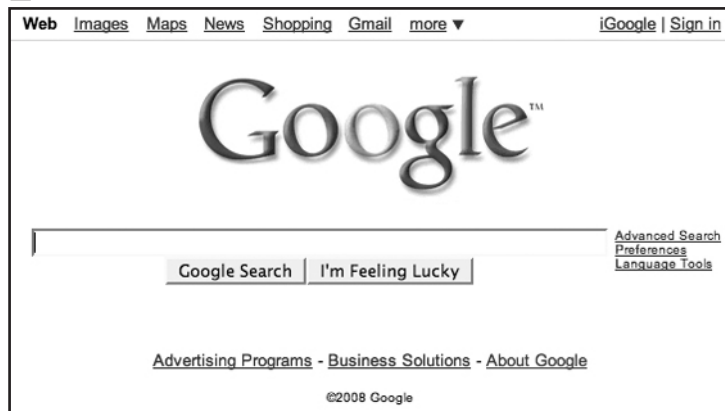 Web Images Maps News Shopping Gmail more ▼ iGoogle | Sign in
Google™
Advanced Search
Preferences
Language Tools
Google Search I'm Feeling Lucky
Advertising Programs - Business Solutions - About Google
©2008 Google